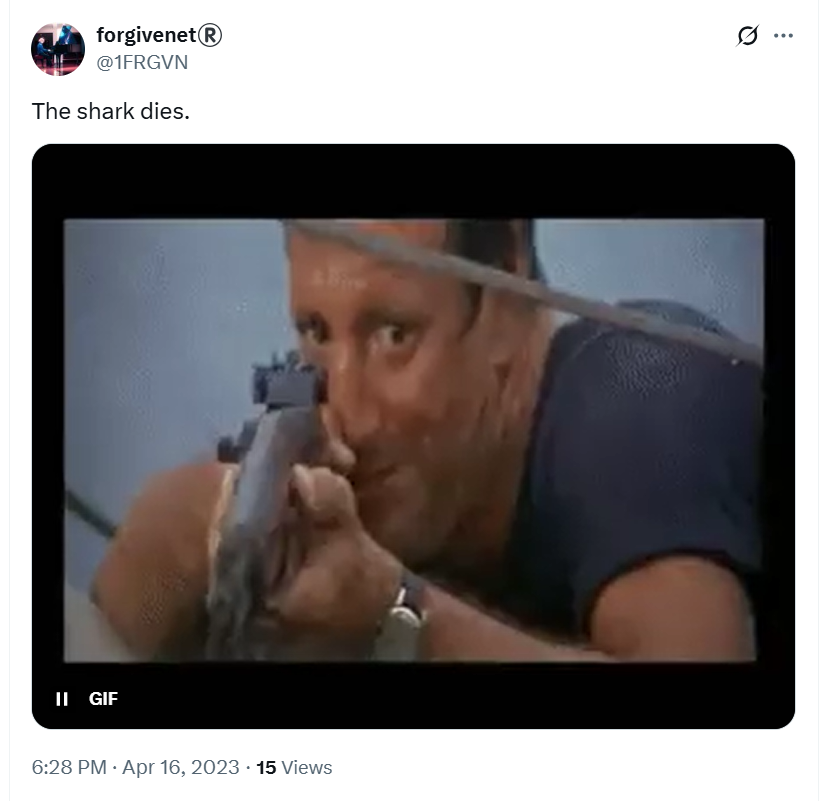 forgivenet®
@1FRGVN
The shark dies.
GIF
6:28 PM · Apr 16, 2023 · 15 Views